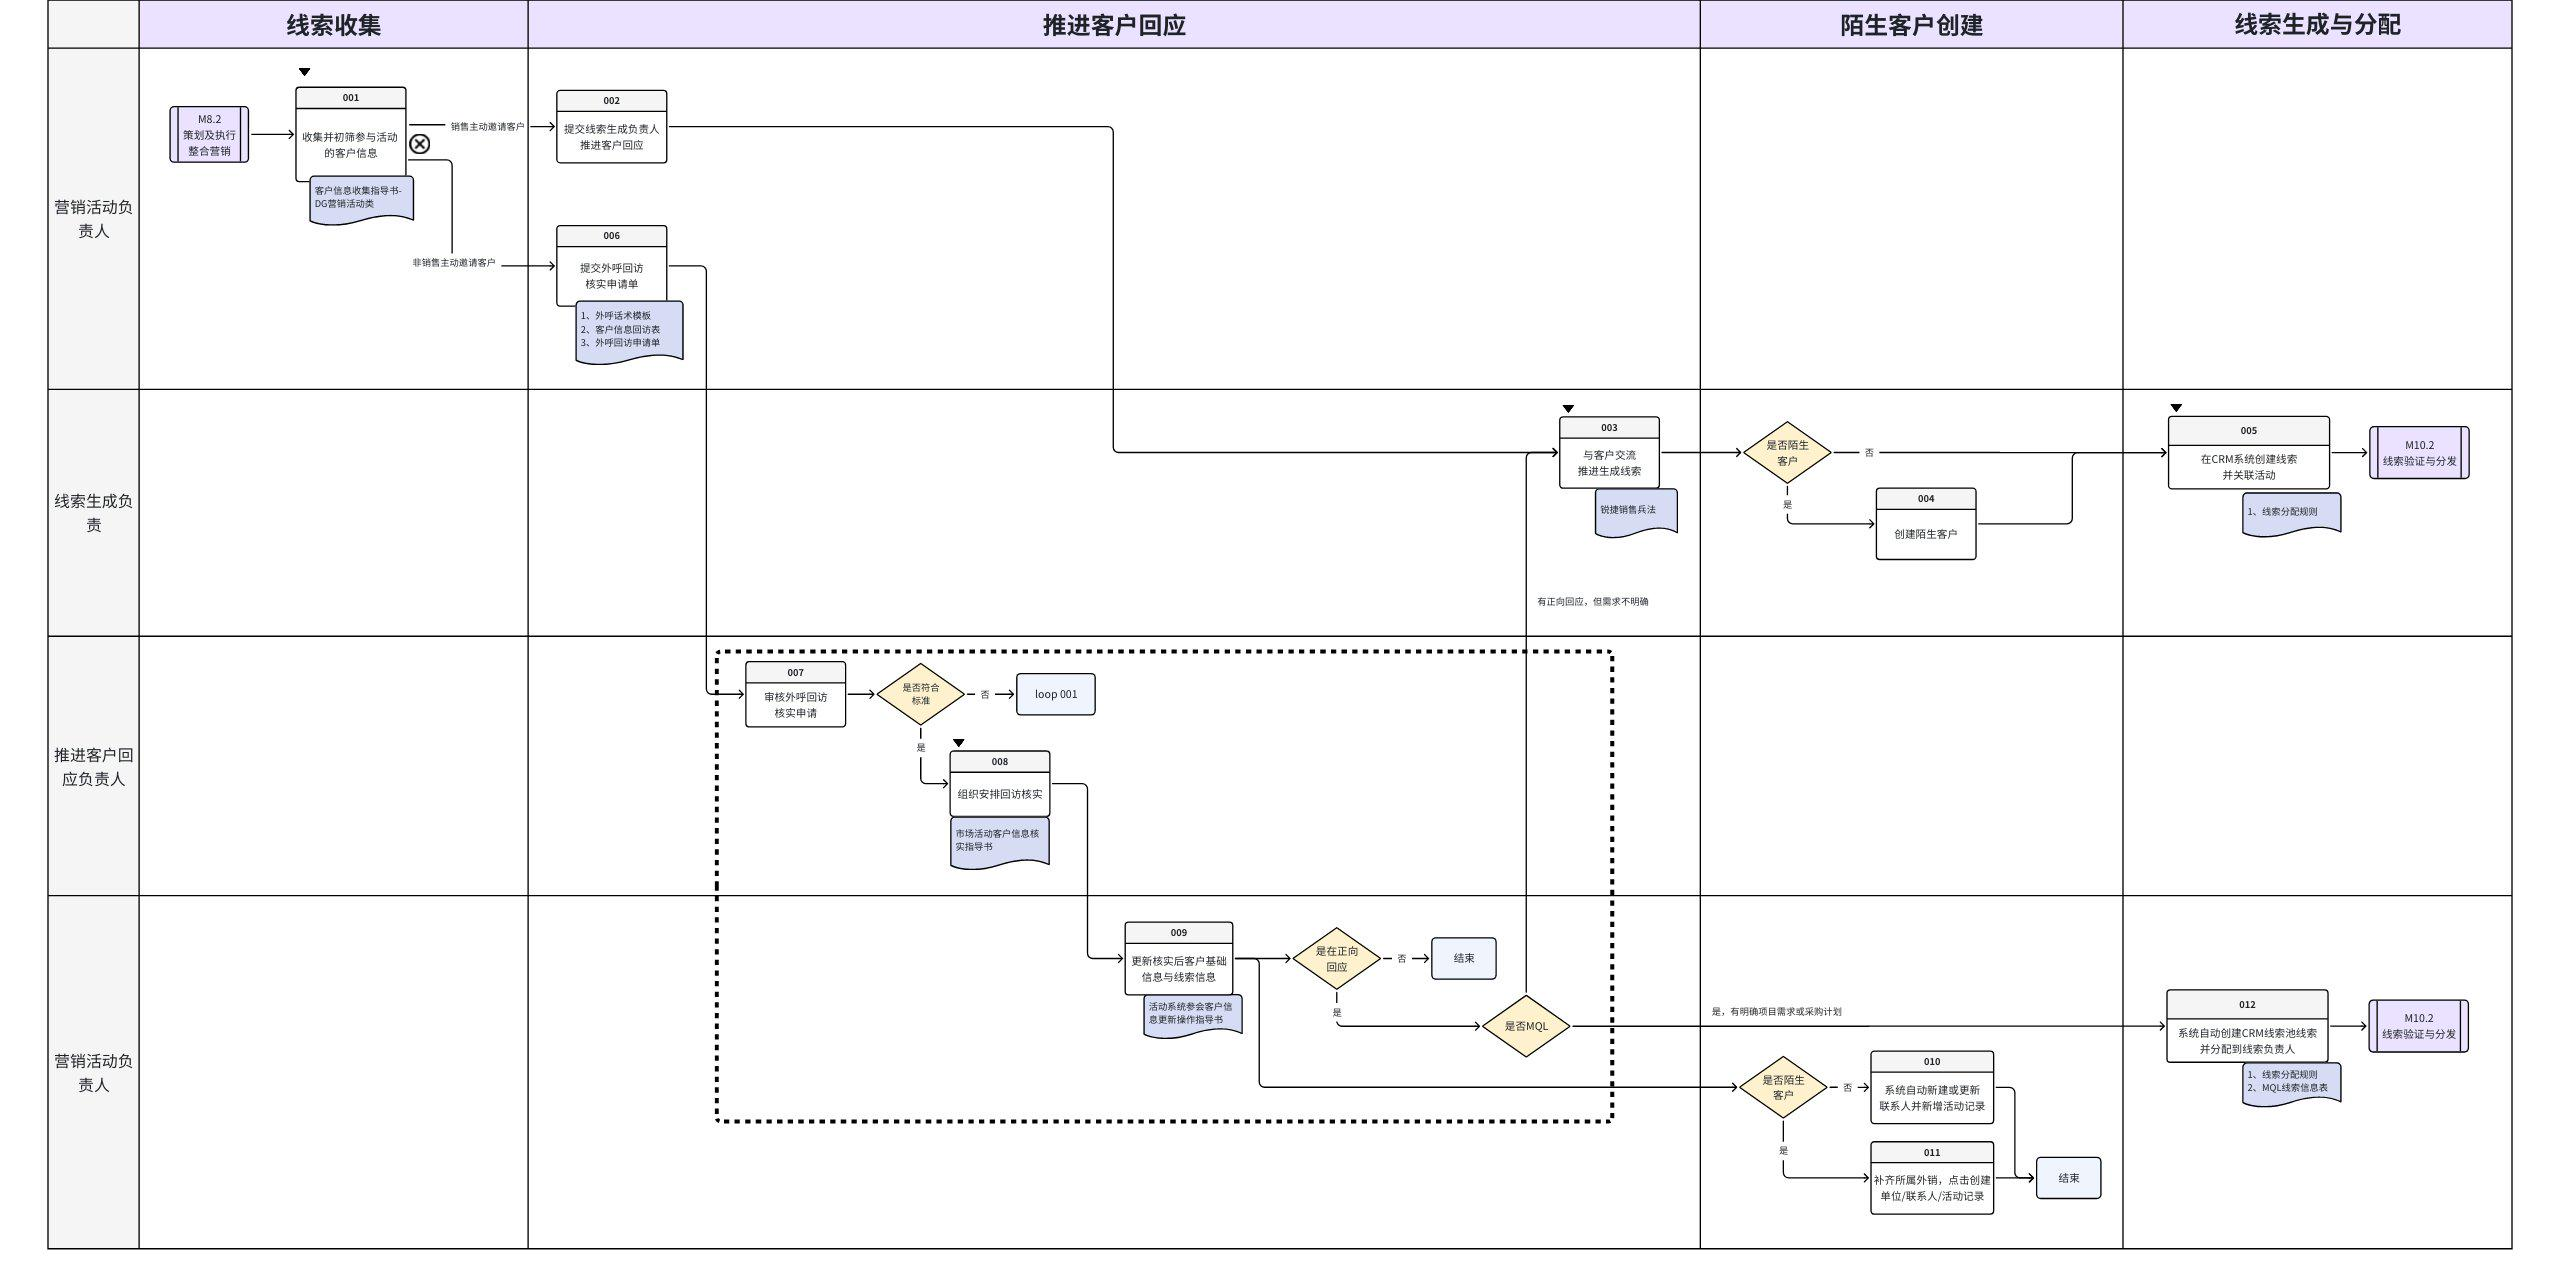 线索收集
推进客户回应
陌生客户创建
线索生成与分配
营销活动负
责人
M8.2
策划及执行
整合营销
001
收集并初筛参与活动
的客户信息
客户信息收集指导书-
DG营销活动类
销售主动邀请客户
非销售主动邀请客户
002
提交线索生成负责人
推进客户回应
006
提交外呼回访
核实申请单
1、外呼话术模板
2、客户信息回访表
3、外呼回访申请单
线索生成负
责
003
与客户交流
推进生成线索
锐捷销售兵法
有正向回应，但需求不明确
是否陌生
客户
否
是
004
创建陌生客户
005
在CRM系统创建线索
并关联活动
1、线索分配规则
M10.2
线索验证与分发
推进客户回
应负责人
007
审核外呼回访
核实申请
是否符合
标准
否
loop 001
是
008
组织安排回访核实
市场活动客户信息核
实指导书
营销活动负
责人
009
更新核实后客户基础
信息与线索信息
活动系统参会客户信
息更新操作指导书
是在正向
回应
否
结束
是
是否MQL
是，有明确项目需求或采购计划
是否陌生
客户
否
010
系统自动新建或更新
联系人并新增活动记录
是
011
补齐所属外销，点击创建
单位/联系人/活动记录
结束
012
系统自动创建CRM线索池线索
并分配到线索负责人
1、线索分配规则
2、MQL线索信息表
M10.2
线索验证与分发